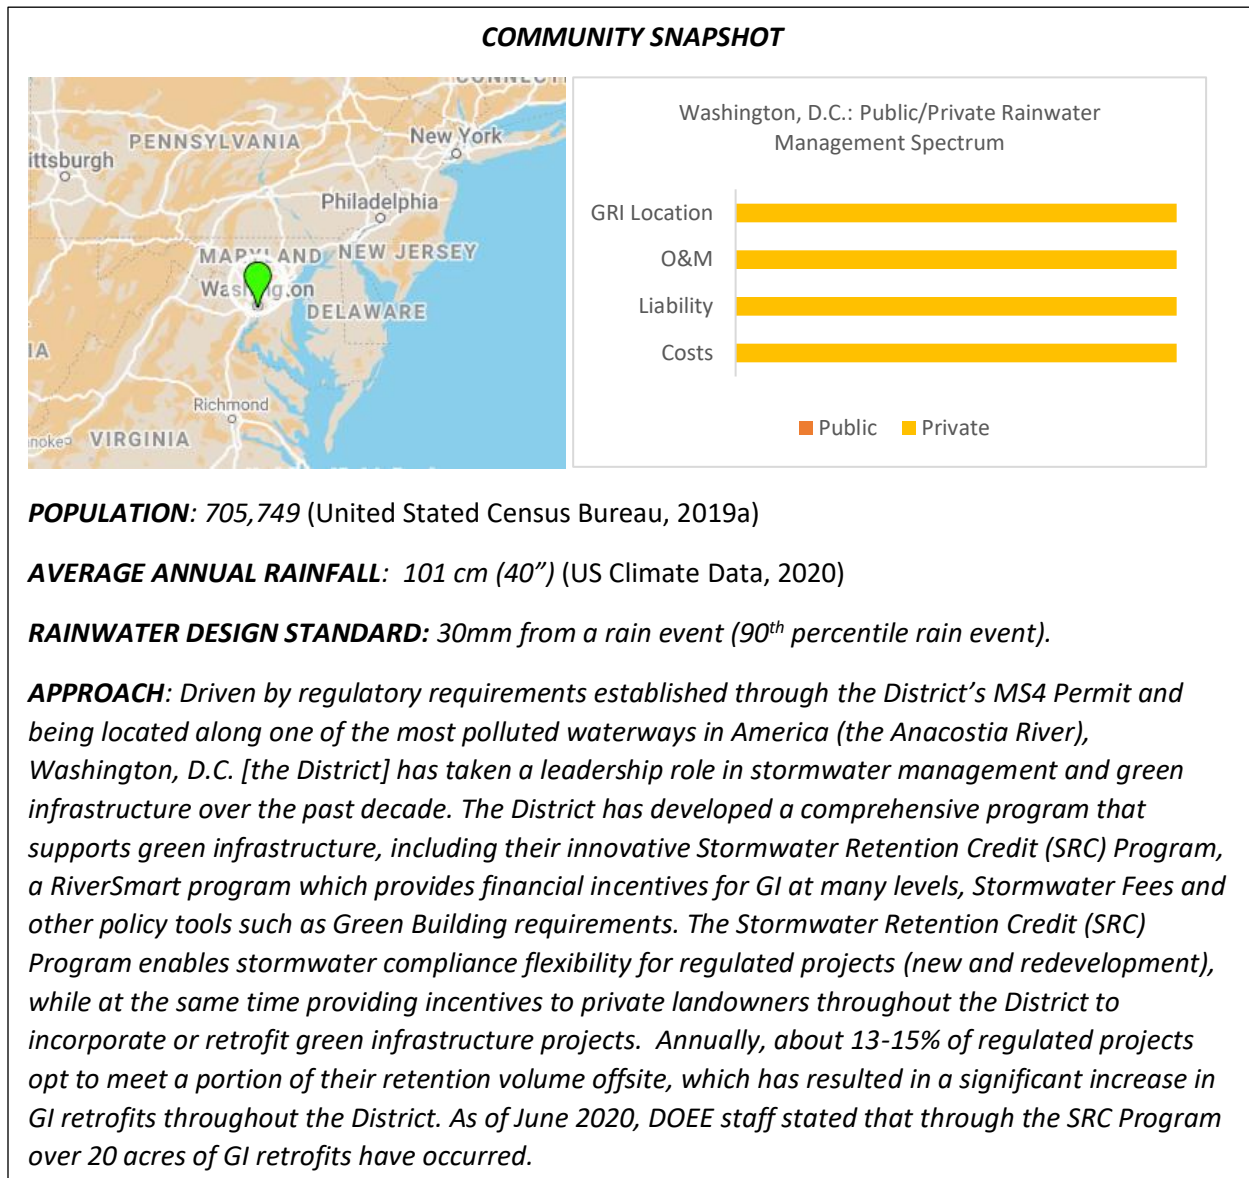 COMMUNITY SNAPSHOT
CONNECTI
PENNSYLVANIA
New York
ittsburgh
Philadelphia
MARYLAND
NEW JERSEY
Washington
DELAWARE
IA
Richmond
noke
VIRGINIA
Washington, D.C.: Public/Private Rainwater
Management Spectrum
GRI Location
O&M
Liability
Costs
Public Private
POPULATION: 705,749 (United Stated Census Bureau, 2019a)
AVERAGE ANNUAL RAINFALL: 101 cm (40”) (US Climate Data, 2020)
RAINWATER DESIGN STANDARD: 30mm from a rain event (90th percentile rain event).
APPROACH: Driven by regulatory requirements established through the District’s MS4 Permit and
being located along one of the most polluted waterways in America (the Anacostia River),
Washington, D.C. [the District] has taken a leadership role in stormwater management and green
infrastructure over the past decade. The District has developed a comprehensive program that
supports green infrastructure, including their innovative Stormwater Retention Credit (SRC) Program,
a RiverSmart program which provides financial incentives for GI at many levels, Stormwater Fees and
other policy tools such as Green Building requirements. The Stormwater Retention Credit (SRC)
Program enables stormwater compliance flexibility for regulated projects (new and redevelopment),
while at the same time providing incentives to private landowners throughout the District to
incorporate or retrofit green infrastructure projects.  Annually, about 13-15% of regulated projects
opt to meet a portion of their retention volume offsite, which has resulted in a significant increase in
GI retrofits throughout the District. As of June 2020, DOEE staff stated that through the SRC Program
over 20 acres of GI retrofits have occurred.